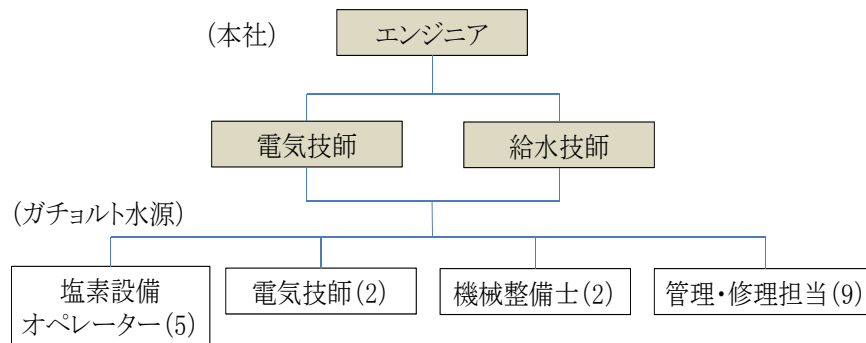 (本社)
エンジニア
電気技師
給水技師
(ガチョルト水源)
塩素設備
オペレーター(5)
電気技師(2)
機械整備士(2)
管理・修理担当(9)